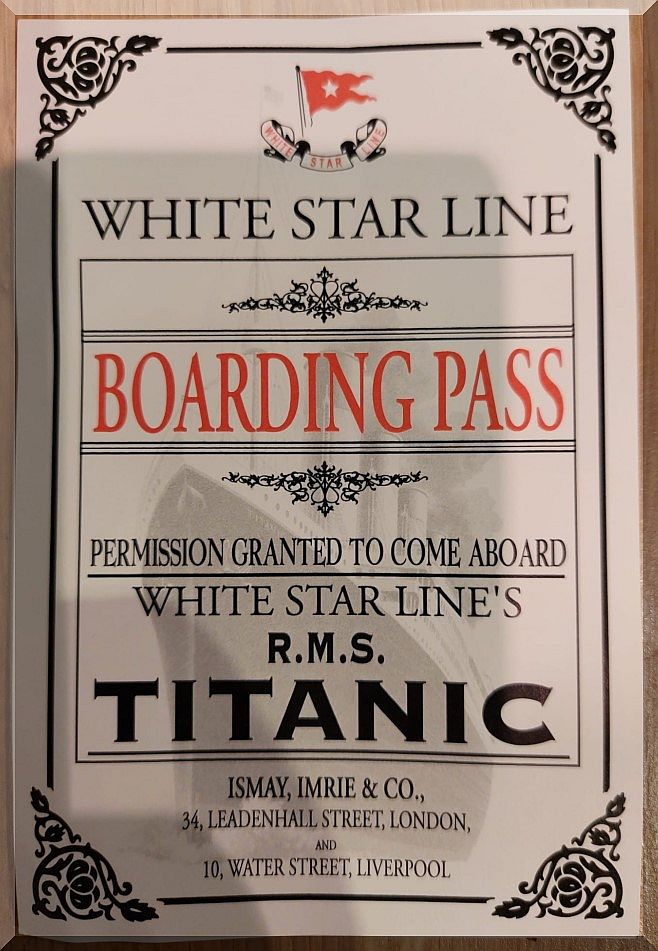 WHITE STAR LINE
WHITE STAR LINE
BOARDING PASS
PERMISSION GRANTED TO COME ABOARD
WHITE STAR LINE'S
R.M.S.
TITANIC
ISMAY, IMRIE & CO.,
34, LEADENHALL STREET, LONDON,
AND
10, WATER STREET, LIVERPOOL